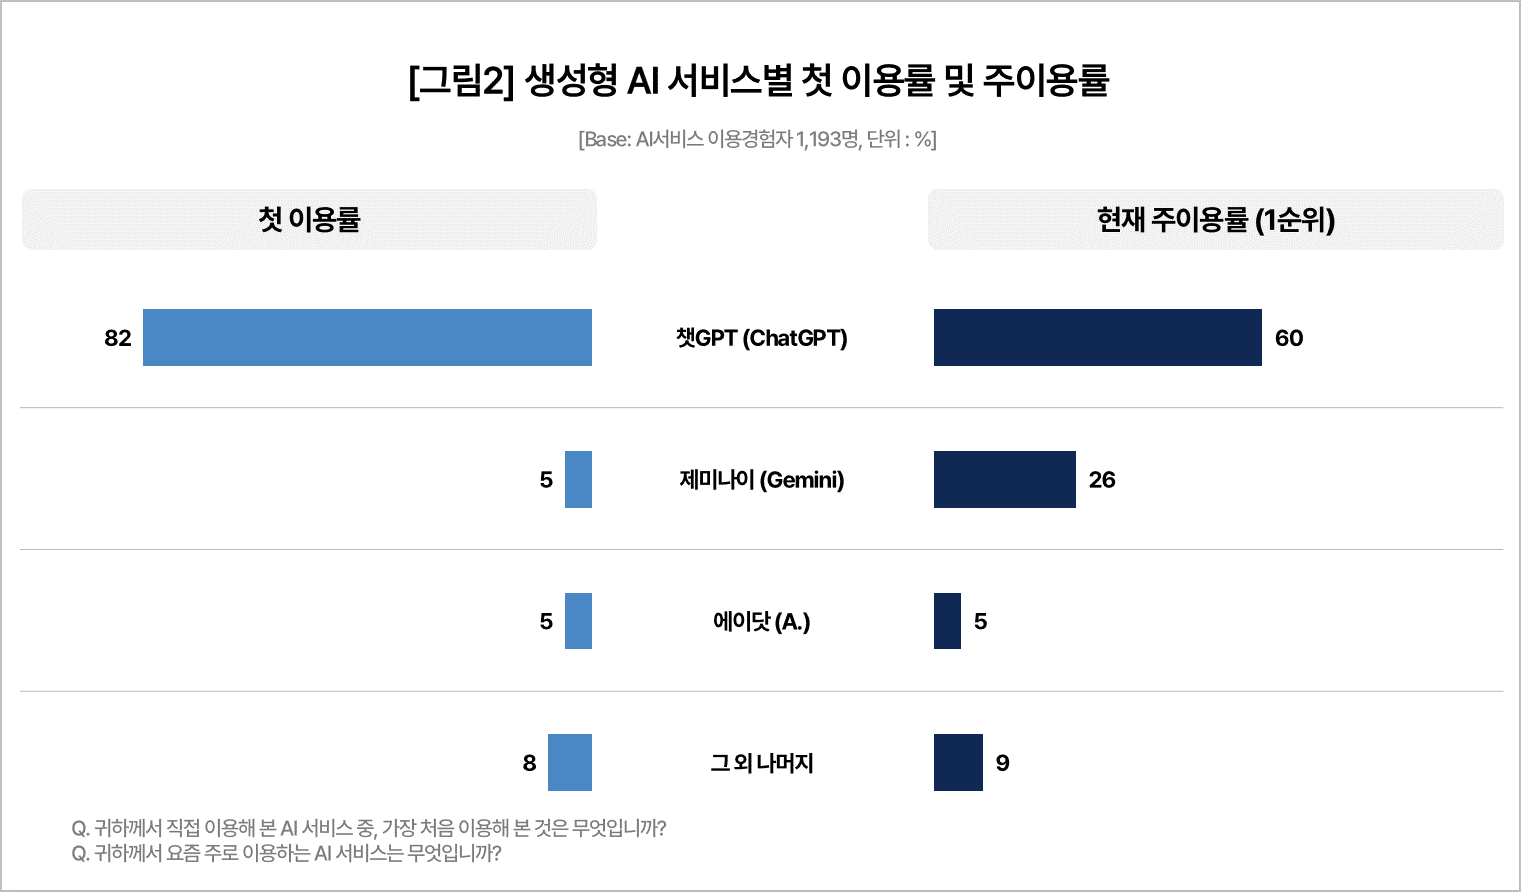 [그림2] 생성형 AI 서비스별 첫 이용률 및 주이용률
[Base: AI서비스 이용경험자 1,193명, 단위 : %]
첫 이용률
현재 주이용률 (1순위)
82
챗GPT (ChatGPT)
60
5
제미나이 (Gemini)
26
5
에이닷 (A.)
5
8
그 외 나머지
9
Q. 귀하께서 직접 이용해 본 AI 서비스 중, 가장 처음 이용해 본 것은 무엇입니까?
Q. 귀하께서 요즘 주로 이용하는 AI 서비스는 무엇입니까?